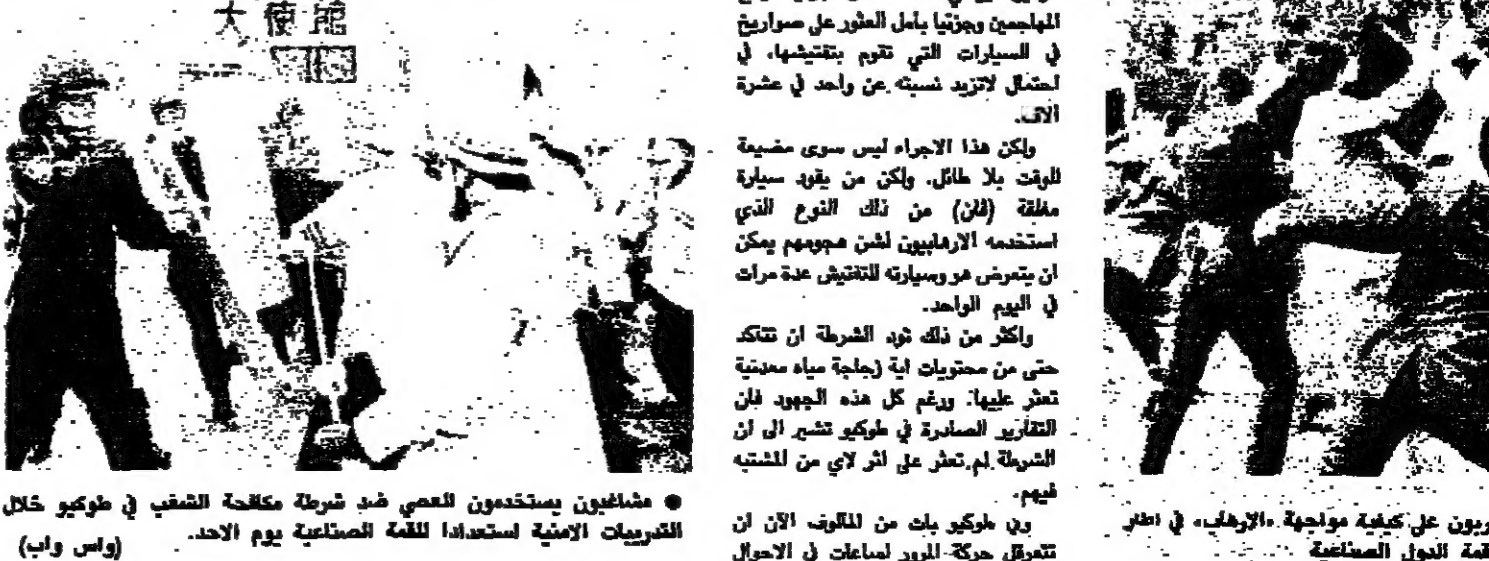 المهاجمين وجزئيا بأمل العثور على صواريخ
في السيارات التي تقوم بتفتيشها، في
احتمال لاتزيد نسبته عن واحد في عشرة
الاف.
ولكن هذا الاجراء ليس سوى مضيعة
للوقت بلا طائل. ولكن من يقود سيارة
مغلقة (فان) من ذلك النوع الذي
استخدمه الارهابيون لشن هجومهم يمكن
ان يتعرض هو وسيارته للتفتيش عدة مرات
في اليوم الواحد.
واكثر من ذلك تود الشرطة ان تتاكد
حتى من محتويات اية زجاجة مياه معدنية
تعثر عليها. ورغم كل هذه الجهود فان
التقارير الصادرة في طوكيو تشير الى ان
الشرطة لم تعثر على اثر لاي من المشتبه
فيهم.
وفي طوكيو بات من المألوف الآن ان
تتعرقل حركة المرور لساعات في الاحوال
● مشاغبون يستخدمون العصي ضد شرطة مكافحة الشغب في طوكيو خلال
التدريبات الامنية استعدادا للقمة الصناعية يوم الاحد.
(واس واب)
ربون على كيفية مواجهة «الإرهاب» في اطار
قمة الدول الصناعية